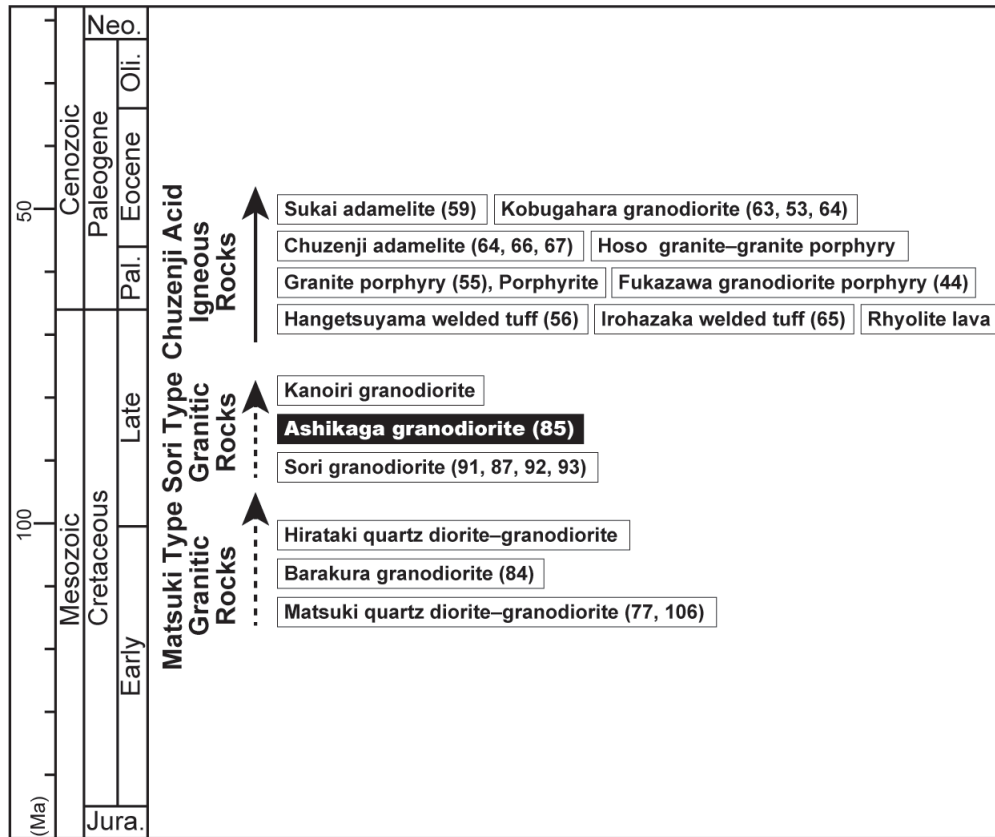 Neo.
Oli.
Eocene
Pal.
Cenozoic
Paleogene
50
Chuzenji Acid
Igneous
Rocks
Sukai adamelite (59)
Kobugahara granodiorite (63, 53, 64)
Chuzenji adamelite (64, 66, 67)
Hoso granite–granite porphyry
Granite porphyry (55), Porphyrite
Fukazawa granodiorite porphyry (44)
Hangetsuyama welded tuff (56)
Irohazaka welded tuff (65)
Rhyolite lava
Late
Sori Type
Granitic
Rocks
Kanoiri granodiorite
Ashikaga granodiorite (85)
Sori granodiorite (91, 87, 92, 93)
100
Mesozoic
Cretaceous
Early
Matsuki Type
Granitic
Rocks
Hirataki quartz diorite–granodiorite
Barakura granodiorite (84)
Matsuki quartz diorite–granodiorite (77, 106)
(Ma)
Jura.